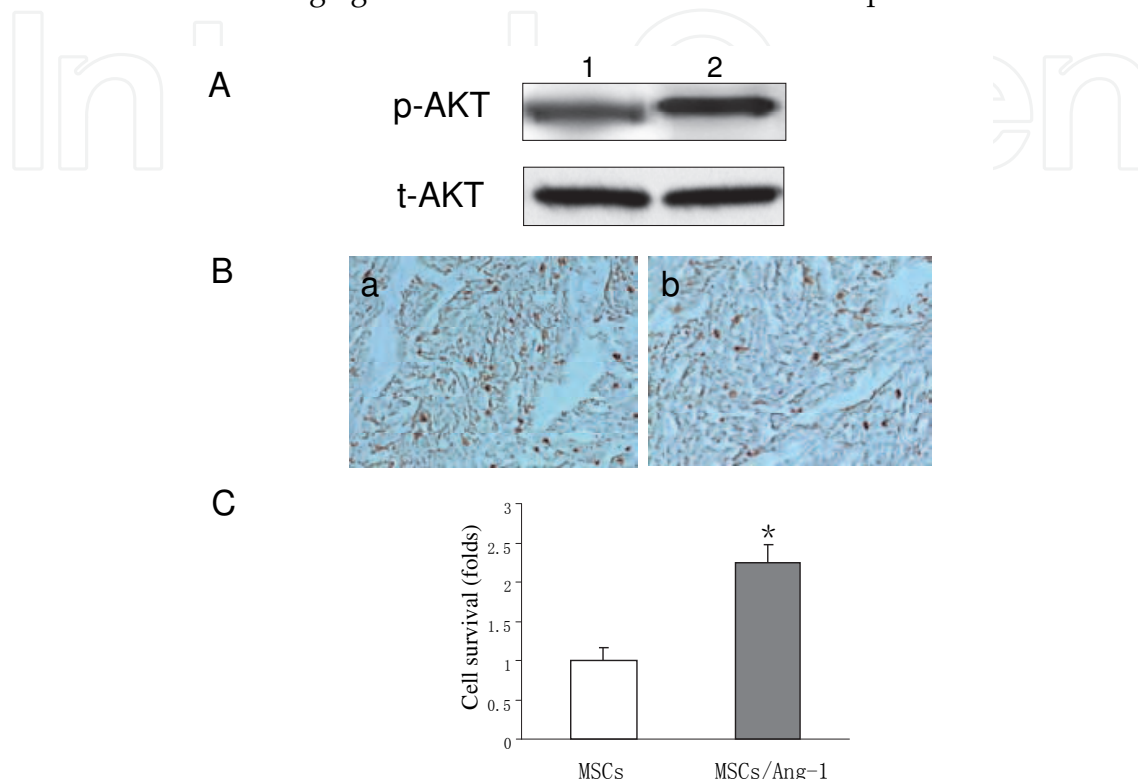 A
1 2
p-AKT
t-AKT
B
a b
C
3
2.5
2
1.5
1
0.5
0
Cell survival (folds)
*
MSCs MSCs/Ang-1